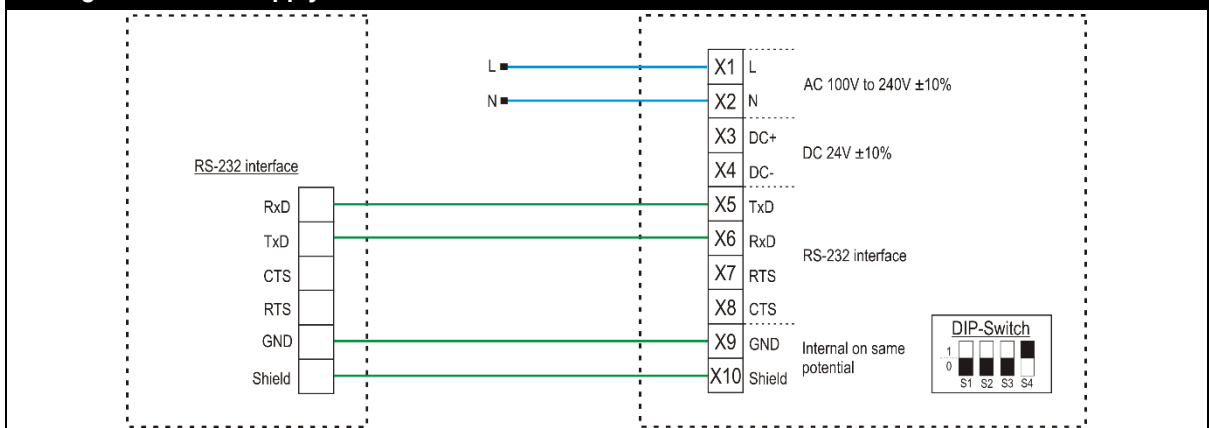 L
N
RS-232 interface
RxD
TxD
CTS
RTS
GND
Shield
X1 L
X2 N
AC 100V to 240V ±10%
X3 DC+
X4 DC-
DC 24V ±10%
X5 TxD
X6 RxD
X7 RTS
X8 CTS
RS-232 interface
X9 GND
X10 Shield
Internal on same
potential
DIP-Switch
1
0
S1 S2 S3 S4